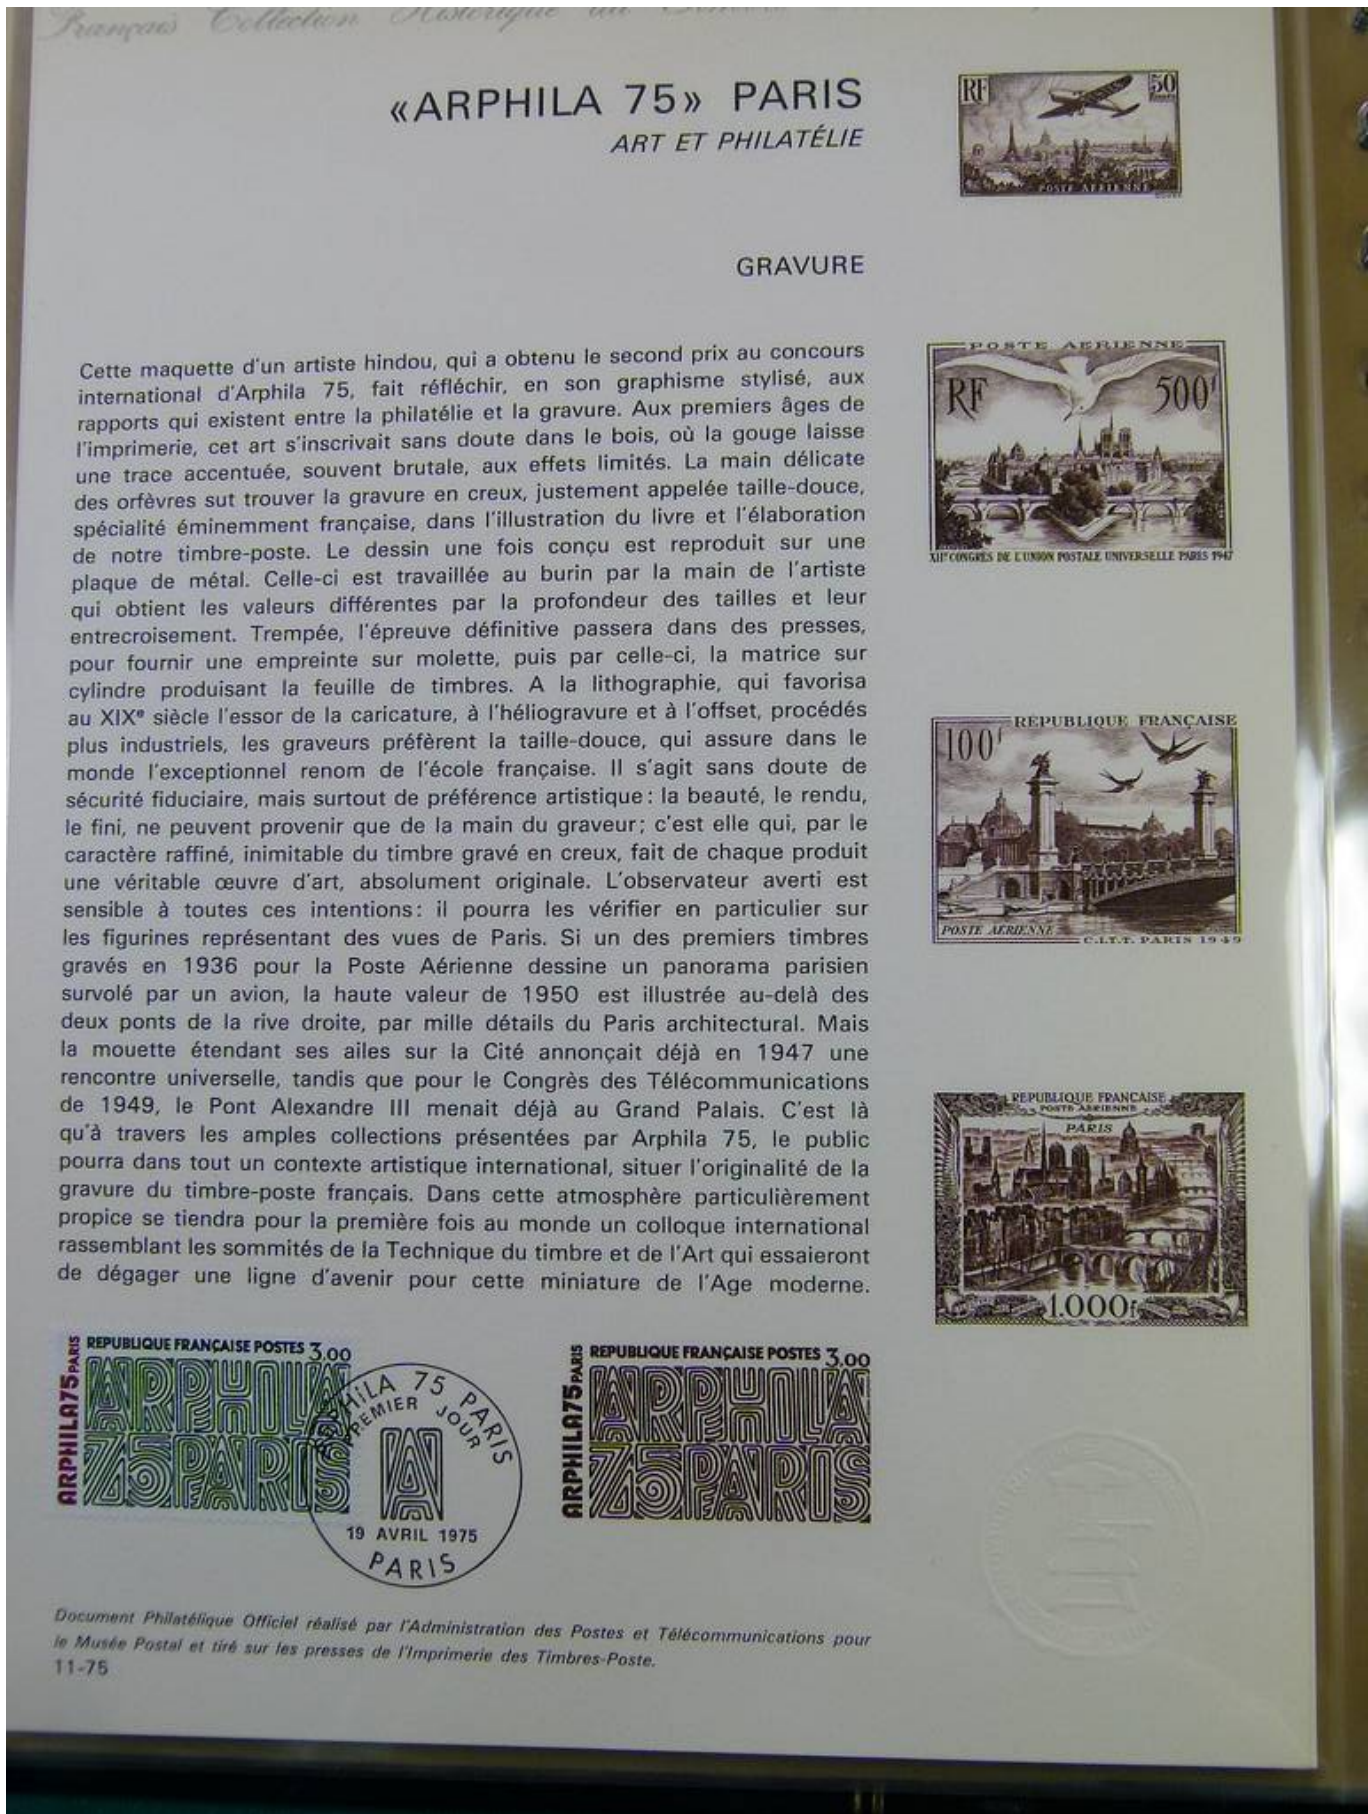 Français Collection Historique du
«ARPHILA 75» PARIS
ART ET PHILATÉLIE
GRAVURE
Cette maquette d'un artiste hindou, qui a obtenu le second prix au concours
international d'Arphila 75, fait réfléchir, en son graphisme stylisé, aux
rapports qui existent entre la philatélie et la gravure. Aux premiers âges de
l'imprimerie, cet art s'inscrivait sans doute dans le bois, où la gouge laisse
une trace accentuée, souvent brutale, aux effets limités. La main délicate
des orfèvres sut trouver la gravure en creux, justement appelée taille-douce,
spécialité éminemment française, dans l'illustration du livre et l'élaboration
de notre timbre-poste. Le dessin une fois conçu est reproduit sur une
plaque de métal. Celle-ci est travaillée au burin par la main de l'artiste
qui obtient les valeurs différentes par la profondeur des tailles et leur
entrecroisement. Trempée, l'épreuve définitive passera dans des presses,
pour fournir une empreinte sur molette, puis par celle-ci, la matrice sur
cylindre produisant la feuille de timbres. A la lithographie, qui favorisa
au XIXe siècle l'essor de la caricature, à l'héliogravure et à l'offset, procédés
plus industriels, les graveurs préfèrent la taille-douce, qui assure dans le
monde l'exceptionnel renom de l'école française. Il s'agit sans doute de
sécurité fiduciaire, mais surtout de préférence artistique : la beauté, le rendu,
le fini, ne peuvent provenir que de la main du graveur ; c'est elle qui, par le
caractère raffiné, inimitable du timbre gravé en creux, fait de chaque produit
une véritable œuvre d'art, absolument originale. L'observateur averti est
sensible à toutes ces intentions : il pourra les vérifier en particulier sur
les figurines représentant des vues de Paris. Si un des premiers timbres
gravés en 1936 pour la Poste Aérienne dessine un panorama parisien
survolé par un avion, la haute valeur de 1950 est illustrée au-delà des
deux ponts de la rive droite, par mille détails du Paris architectural. Mais
la mouette étendant ses ailes sur la Cité annonçait déjà en 1947 une
rencontre universelle, tandis que pour le Congrès des Télécommunications
de 1949, le Pont Alexandre III menait déjà au Grand Palais. C'est là
qu'à travers les amples collections présentées par Arphila 75, le public
pourra dans tout un contexte artistique international, situer l'originalité de la
gravure du timbre-poste français. Dans cette atmosphère particulièrement
propice se tiendra pour la première fois au monde un colloque international
rassemblant les sommités de la Technique du timbre et de l'Art qui essaieront
de dégager une ligne d'avenir pour cette miniature de l'Age moderne.
RF 50
POSTE AERIENNE
POSTE AERIENNE
RF 500F
XIIe CONGRES DE L'UNION POSTALE UNIVERSELLE PARIS 1947
REPUBLIQUE FRANÇAISE
100F
POSTE AERIENNE
C.I.T.T. PARIS 1949
REPUBLIQUE FRANÇAISE
POSTE AERIENNE
PARIS
1.000F
REPUBLIQUE FRANÇAISE POSTES 3,00
ARPHILA75 PARIS
ARPHILA
75 PARIS
ARPHILA 75 PARIS
PREMIER JOUR
A
19 AVRIL 1975
PARIS
REPUBLIQUE FRANÇAISE POSTES 3,00
ARPHILA75 PARIS
ARPHILA
75 PARIS
Document Philatélique Officiel réalisé par l'Administration des Postes et Télécommunications pour
le Musée Postal et tiré sur les presses de l'Imprimerie des Timbres-Poste.
11-75